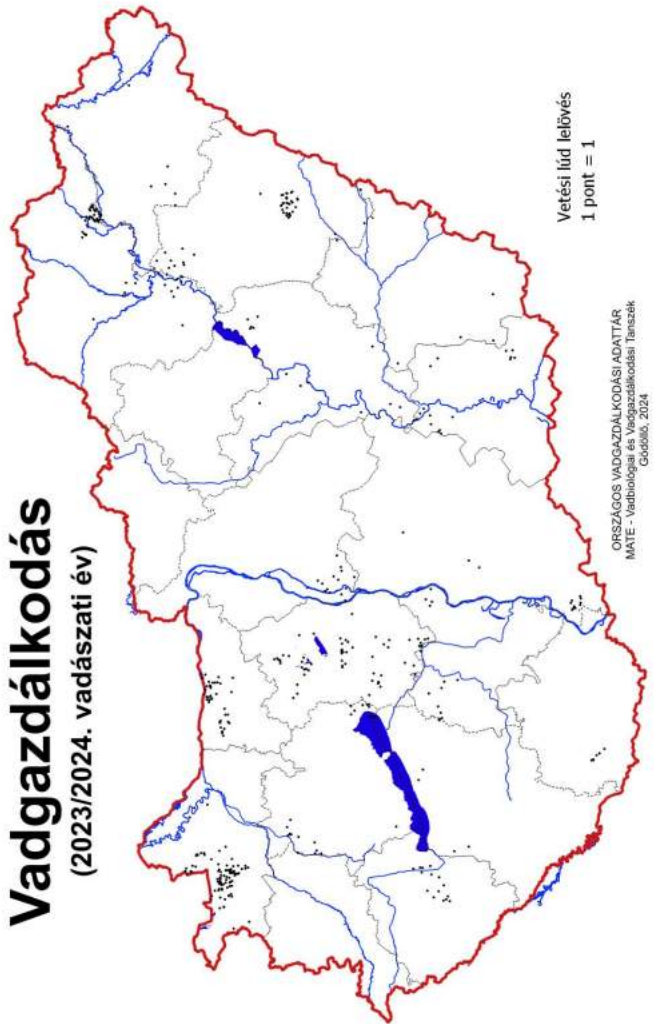 Vadgazdálkodás
(2023/2024. vadászati év)
Vetési lúd lelövés
1 pont = 1
ORSZÁGOS VADGAZDÁLKODÁSI ADATTÁR
MATE - Vadbiológiai és Vadgazdálkodási Tanszék
Gödöllő, 2024